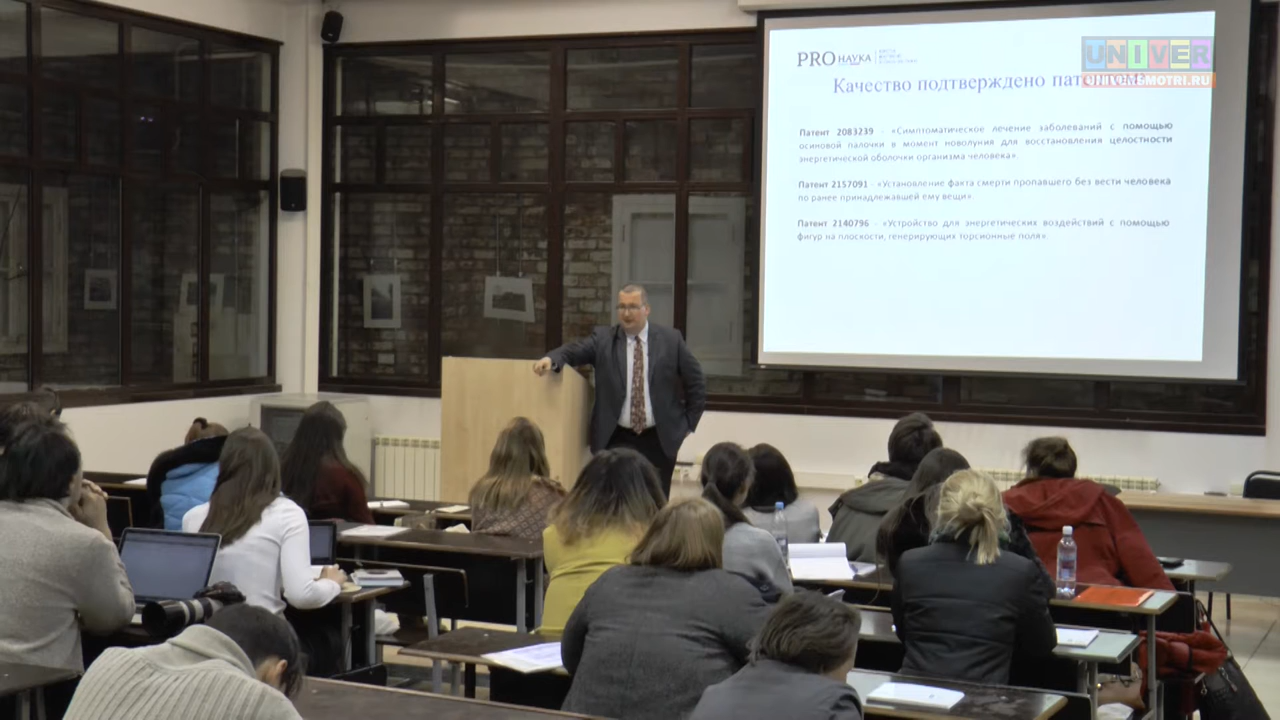 UNIVER
UNIVERSMOTRI.RU
PRO НАУКА
Качество подтверждено патентом:
Патент 2083239 - «Симптоматическое лечение заболеваний с помощью
осиновой палочки в момент новолуния для восстановления целостности
энергетической оболочки организма человека».
Патент 2157091 - «Установление факта смерти пропавшего без вести человека
по ранее принадлежавшей ему вещи».
Патент 2140796 - «Устройство для энергетических воздействий с помощью
фигур на плоскости, генерирующих торсионные поля».